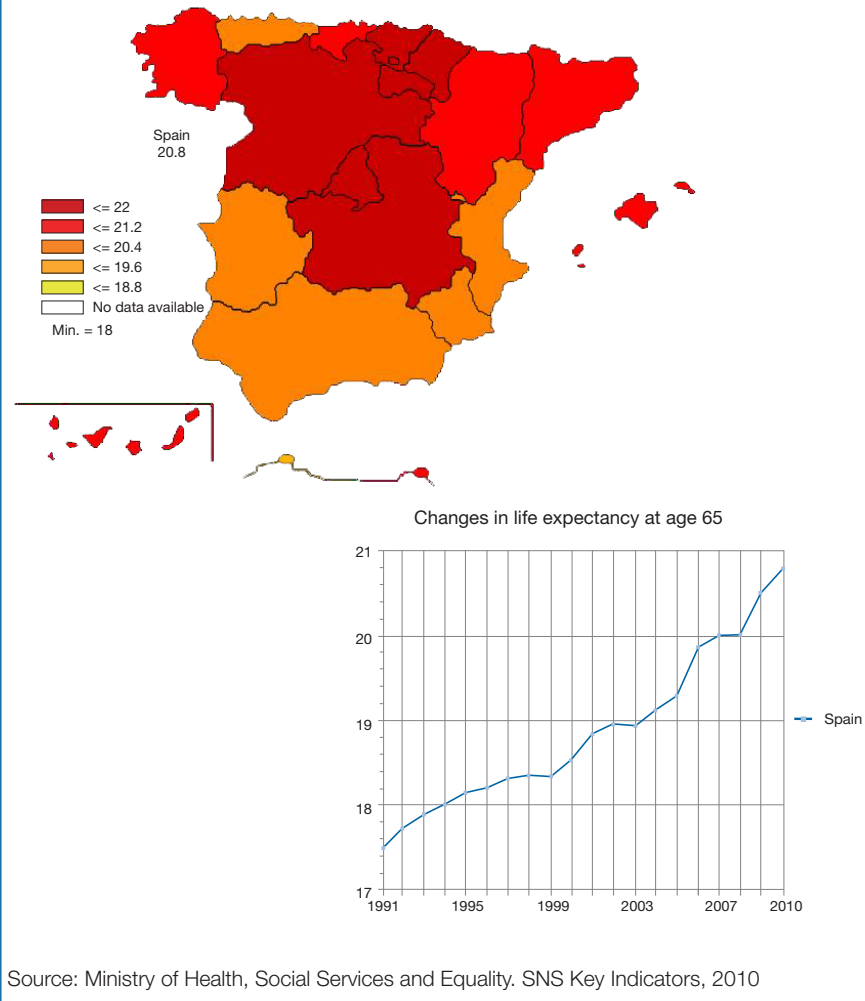 Spain
20.8
<= 22
<= 21.2
<= 20.4
<= 19.6
<= 18.8
No data available
Min. = 18
Changes in life expectancy at age 65
21
20
19
18
17
1991 1995 1999 2003 2007 2010
Spain
Source: Ministry of Health, Social Services and Equality. SNS Key Indicators, 2010